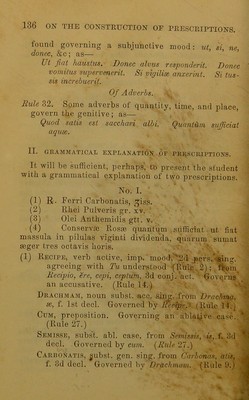 136 ON THE CONSTRUCTION OF PRESCRIPTIONS.
found governing a subjunctive mood: ut, si, ne,
donec, &c; as—
Ut fiat haustus. Donec alvus responderit. Donec
vomitus supervenerit. Si vigiliæ anxerint. Si tus-
sis increbuerit.
Of Adverbs.
Rule 32. Some adverbs of quantity, time, and place,
govern the genitive; as—
Quod satis est sacchari albi. Quantùm sufficiat
aquæ.
II. GRAMMATICAL EXPLANATION OF PRESCRIPTIONS.
It will be sufficient, perhaps, to present the student
with a grammatical explanation of two prescriptions.
No. I.
(1) ℞. Ferri Carbonatis, ʒiss.
(2) Rhei Pulveris gr. xv.
(3) Olei Anthemidis gtt. v.
(4) Conservæ Rosæ quantùm sufficiat ut fiat
massula in pilulas viginti dividenda, quarum sumat
æger tres octavis horis.
(1) RECIPE, verb active, imp. mood, 2d pers. sing.
agreeing with Tu understood (Rule 2); from
Recipio, ĕre, cepi, ceptum, 3d conj. act. Governs
an accusative. (Rule 14.)
DRACHMAM, noun subst. acc. sing. from Drachma,
æ, f. 1st decl. Governed by Recipe. (Rule 14.)
CUM, preposition. Governing an ablative case.
(Rule 27.)
SEMISSE, subst. abl. case, from Semissis, is, f. 3d
decl. Governed by cum. (Rule 27.)
CARBONATIS, subst. gen. sing. from Carbonas, atis,
f. 3d decl. Governed by Drachmam. (Rule 9.)